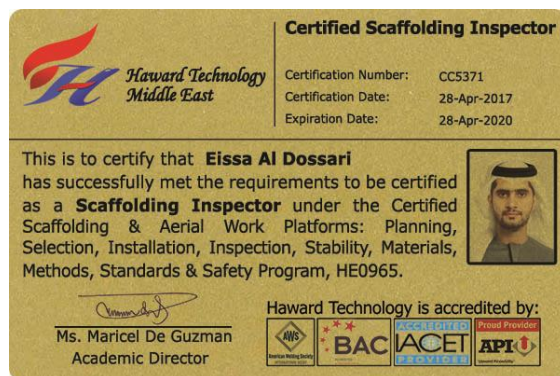 Certified Scaffolding Inspector
Haward Technology
Middle East
Certification Number: CC5371
Certification Date: 28-Apr-2017
Expiration Date: 28-Apr-2020
This is to certify that Eissa Al Dossari
has successfully met the requirements to be certified
as a Scaffolding Inspector under the Certified
Scaffolding & Aerial Work Platforms: Planning,
Selection, Installation, Inspection, Stability, Materials,
Methods, Standards & Safety Program, HE0965.
Ms. Maricel De Guzman
Academic Director
Haward Technology is accredited by:
AWS
American Welding Society
BAC
ACCREDITED
IACET
PROVIDER
Proud Provider
API